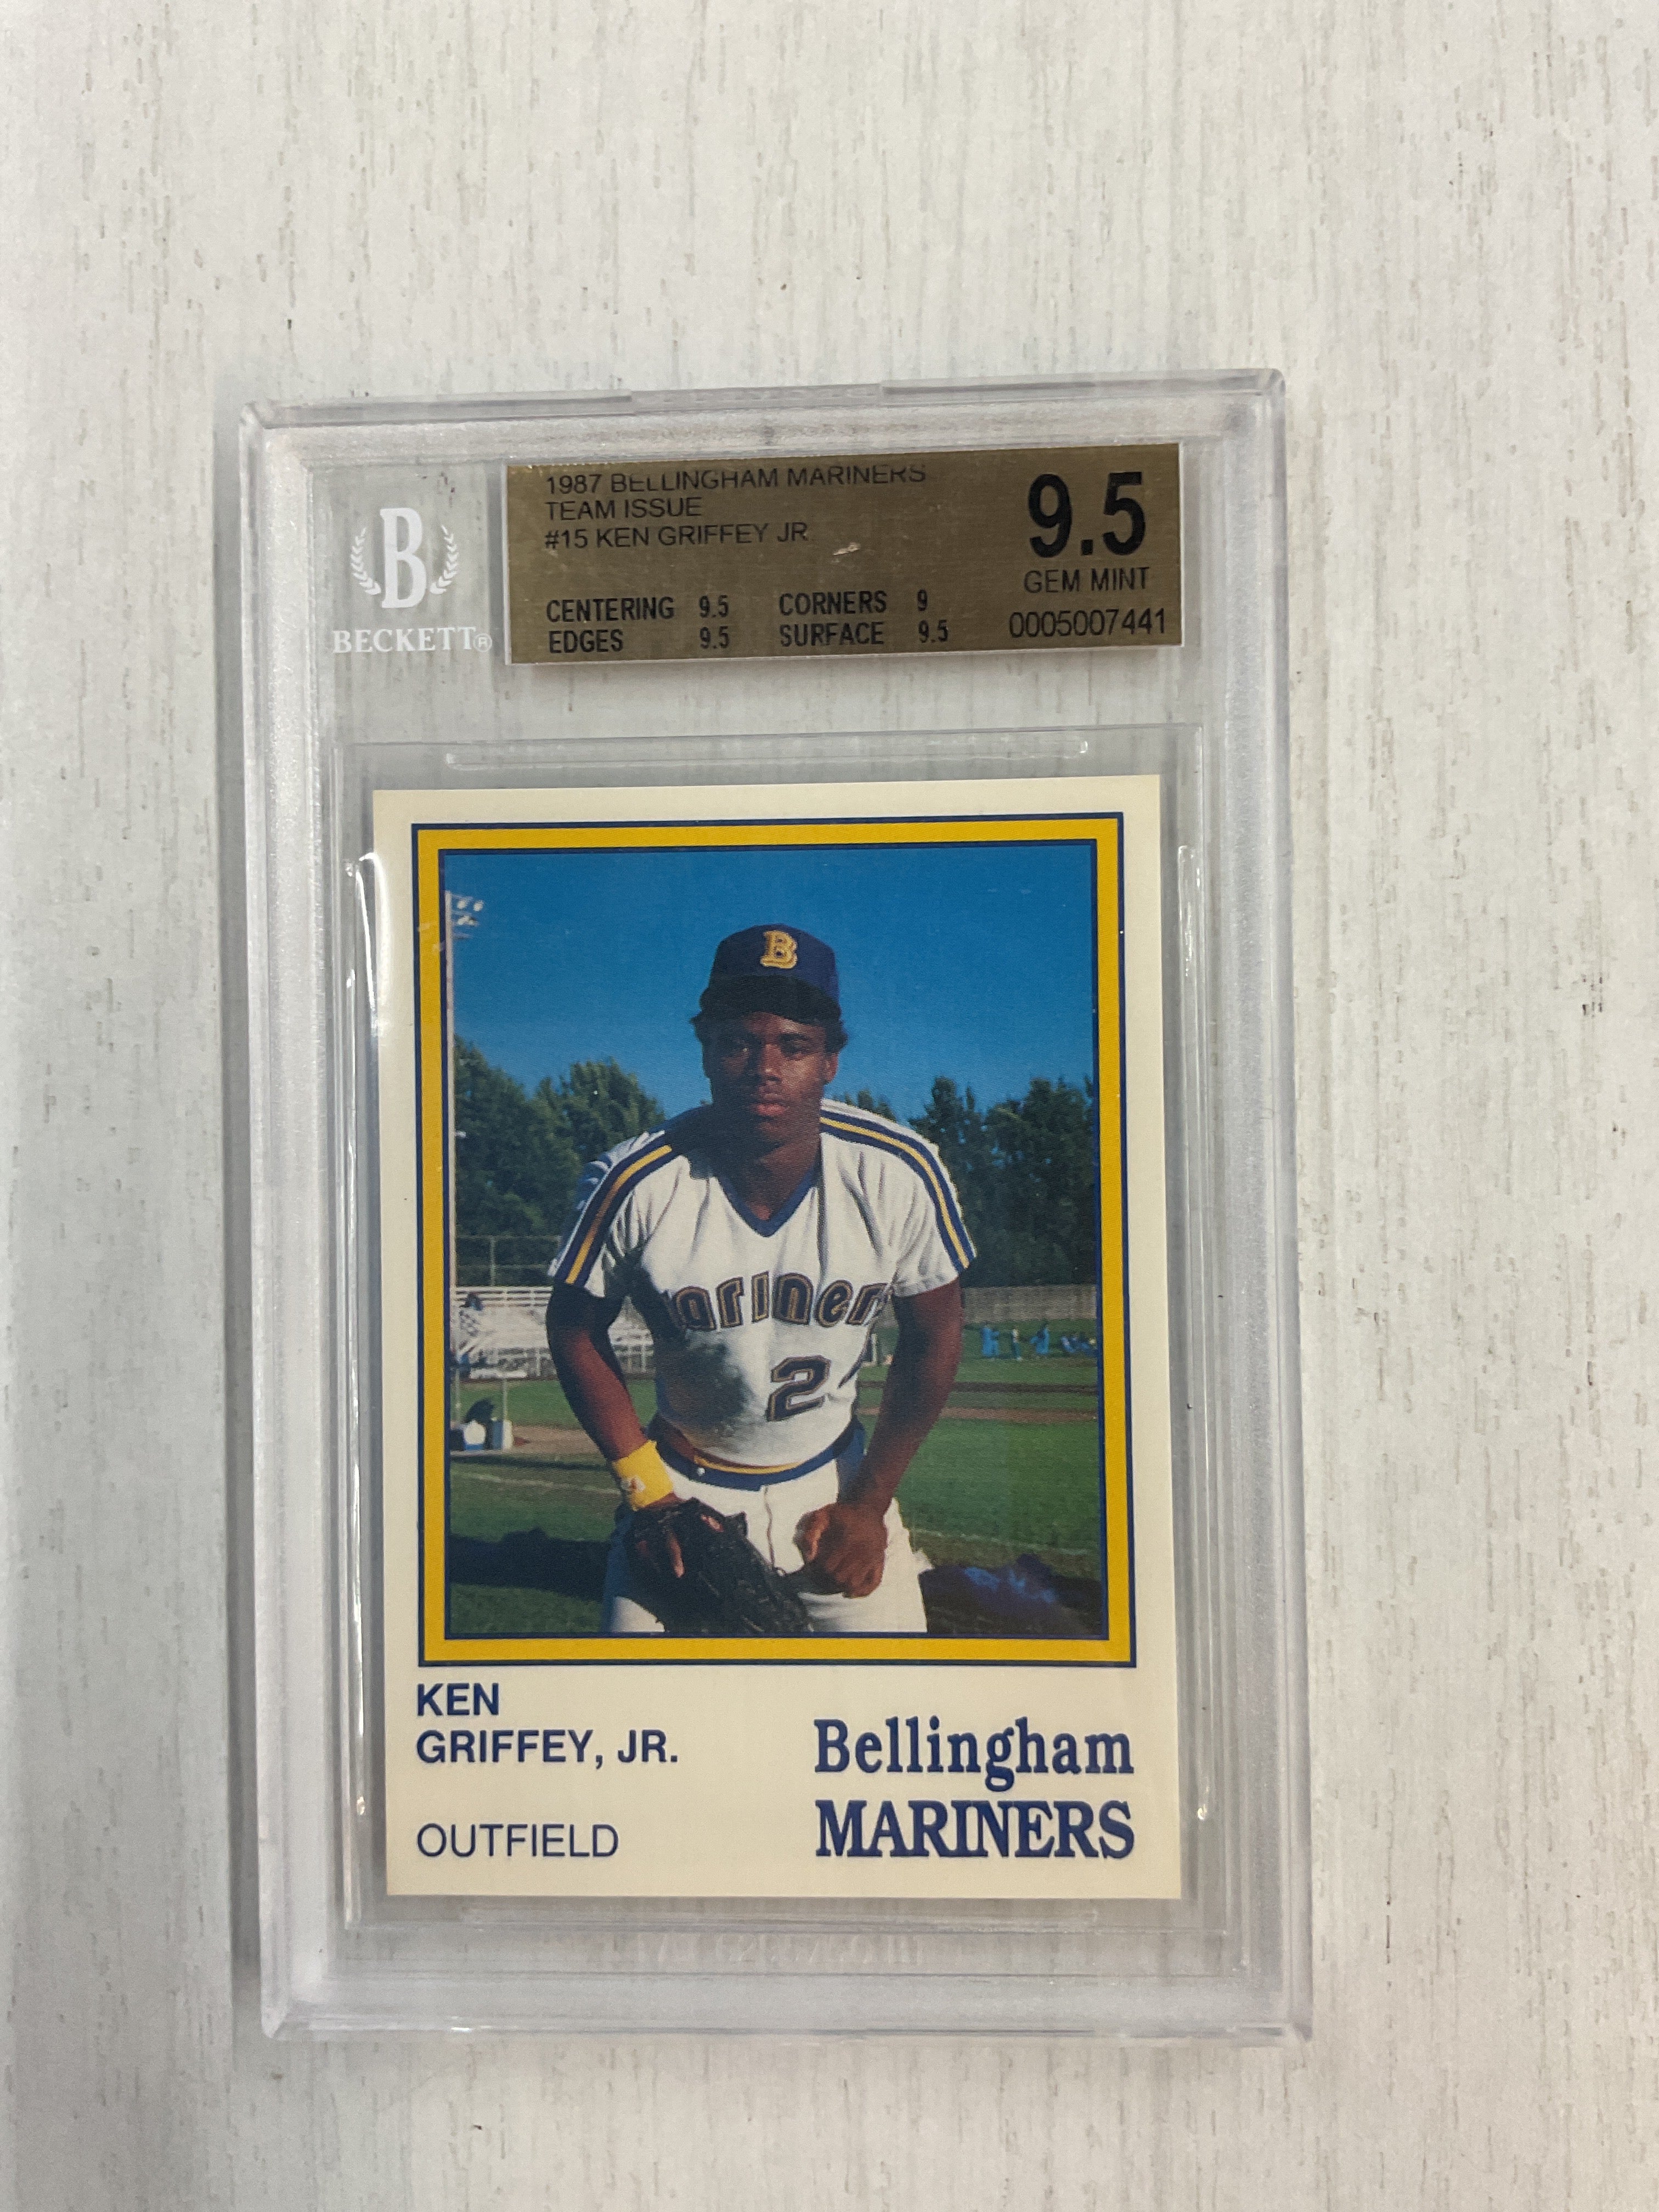 1987 BELLINGHAM MARINERS
TEAM ISSUE
#15 KEN GRIFFEY JR
9.5
GEM MINT
CENTERING 9.5 CORNERS 9
EDGES 9.5 SURFACE 9.5
0005007441
B
BECKETT®
B
ariner
2
KEN
GRIFFEY, JR.
OUTFIELD
Bellingham
MARINERS